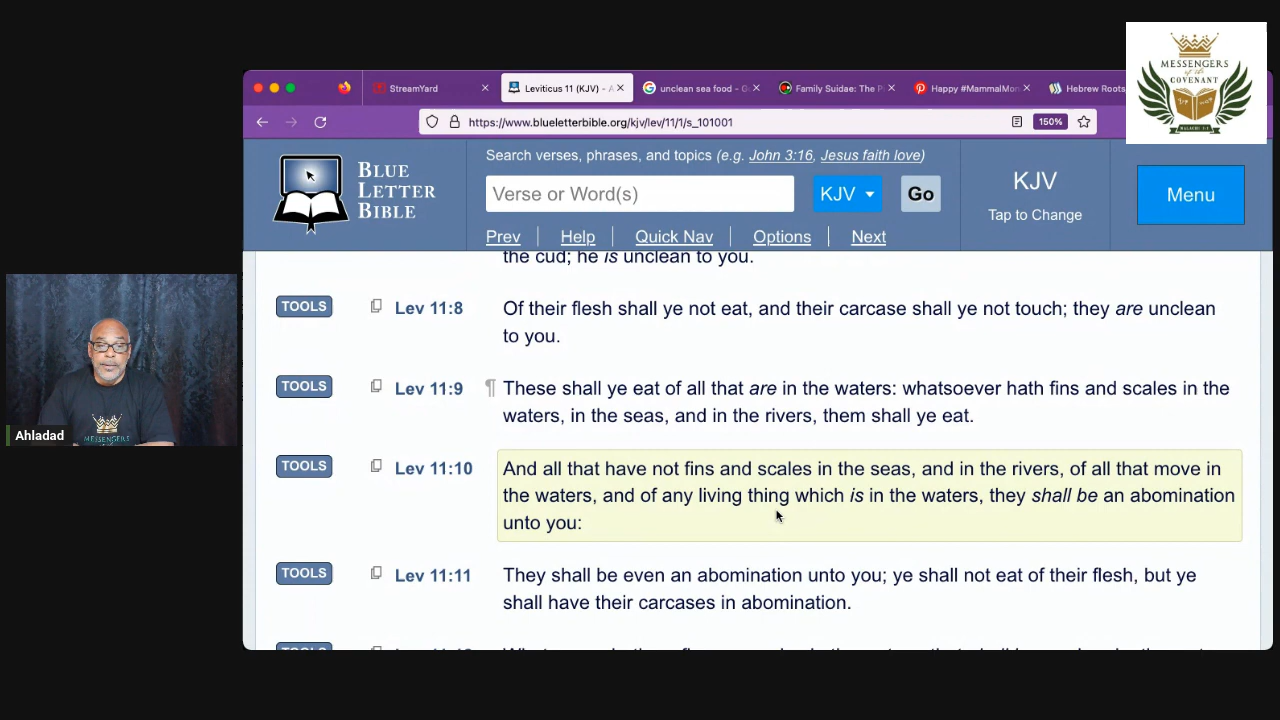 MESSENGERS
of the
COVENANT
StreamYard
Leviticus 11 (KJV) - A
unclean sea food - G
Family Suidae: The P
Happy #MammalMon
Hebrew Roots
https://www.blueletterbible.org/kjv/lev/11/1/s_101001
150%
BLUE
LETTER
BIBLE
Search verses, phrases, and topics (e.g. John 3:16, Jesus faith love)
Verse or Word(s)
KJV
Go
KJV
Tap to Change
Menu
Prev
Help
Quick Nav
Options
Next
the cud; he is unclean to you.
TOOLS
Lev 11:8
Of their flesh shall ye not eat, and their carcase shall ye not touch; they are unclean
to you.
TOOLS
Lev 11:9
¶ These shall ye eat of all that are in the waters: whatsoever hath fins and scales in the
waters, in the seas, and in the rivers, them shall ye eat.
TOOLS
Lev 11:10
And all that have not fins and scales in the seas, and in the rivers, of all that move in
the waters, and of any living thing which is in the waters, they shall be an abomination
unto you:
TOOLS
Lev 11:11
They shall be even an abomination unto you; ye shall not eat of their flesh, but ye
shall have their carcases in abomination.
MESSENGERS
Ahladad